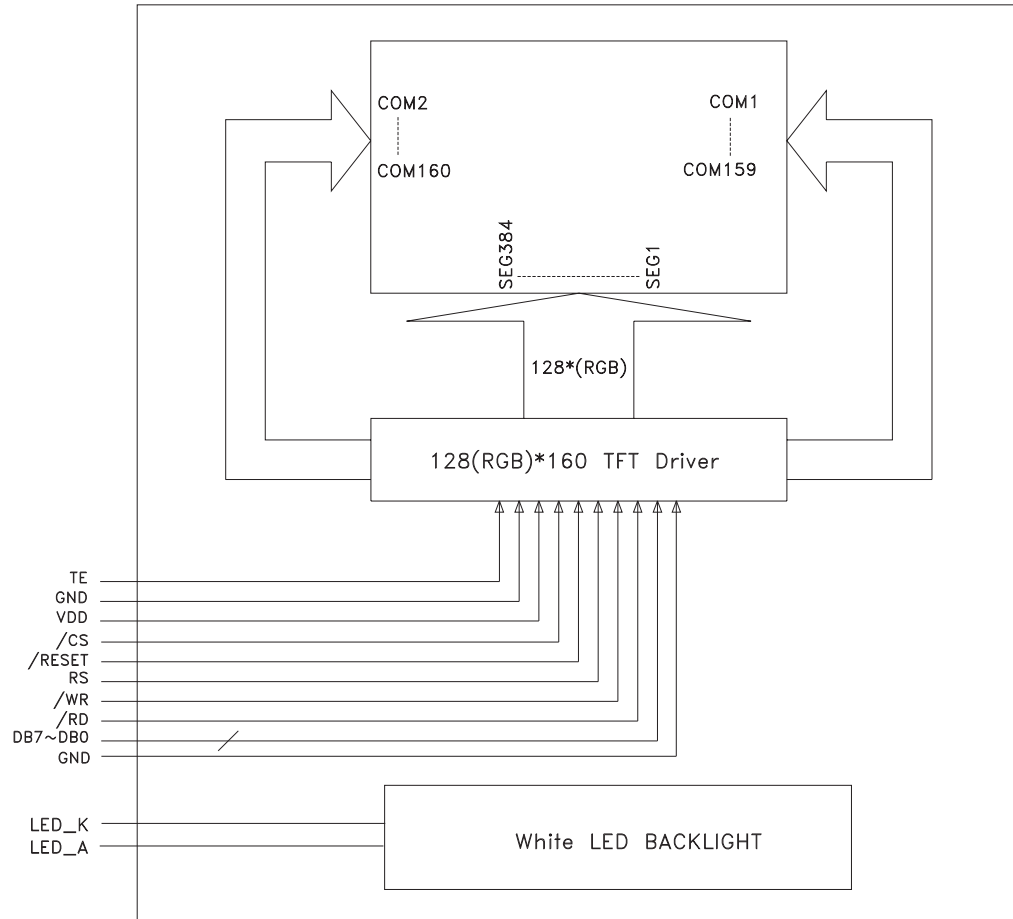 COM2
COM1
COM160
COM159
SEG384
SEG1
128*(RGB)
128(RGB)*160 TFT Driver
TE
GND
VDD
/CS
/RESET
RS
/WR
/RD
DB7~DB0
GND
LED_K
LED_A
White LED BACKLIGHT